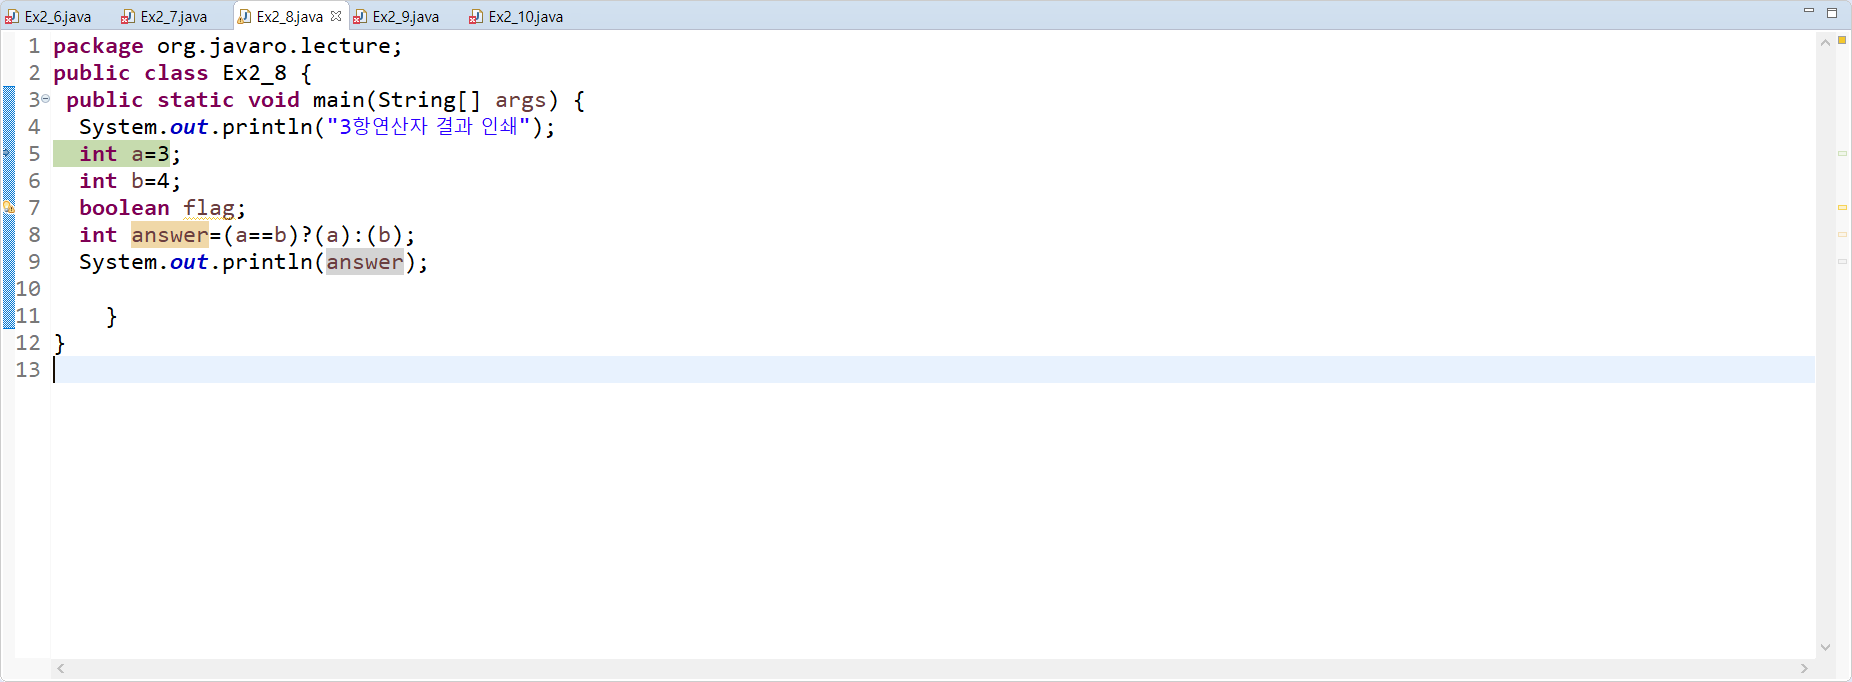 Ex2_6.java Ex2_7.java Ex2_8.java Ex2_9.java Ex2_10.java
1 package org.javaro.lecture;
2 public class Ex2_8 {
3 public static void main(String[] args) {
4 System.out.println("3항연산자 결과 인쇄");
5 int a=3;
6 int b=4;
7 boolean flag;
8 int answer=(a==b)?(a):(b);
9 System.out.println(answer);
10
11 }
12 }
13